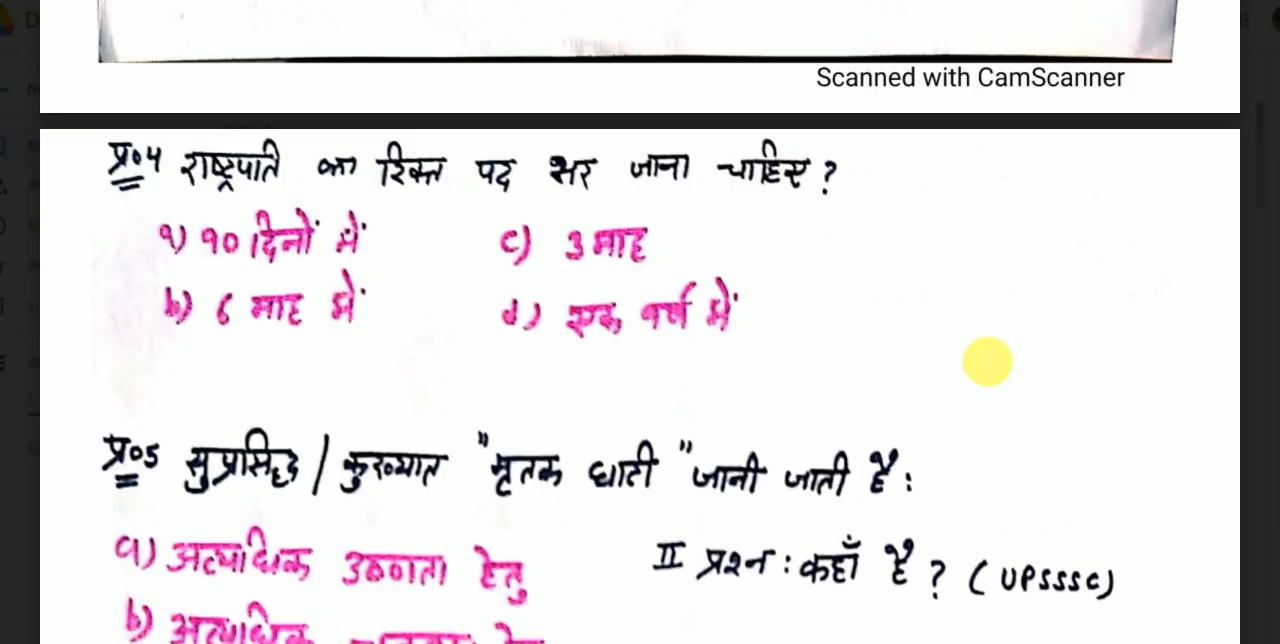 Scanned with CamScanner
प्र०4 राष्ट्रपति का रिक्त पद भर जाना चाहिए?
a) 90 दिनों में
c) 3 माह
b) 6 माह में
d) एक वर्ष में
प्र०5 सुप्रसिद्ध / कुख्यात "मृतक घाटी" जानी जाती है:
a) अत्यधिक उष्णता हेतु
II प्रश्न: कहाँ है? (UPSSSC)
b) अत्यधिक